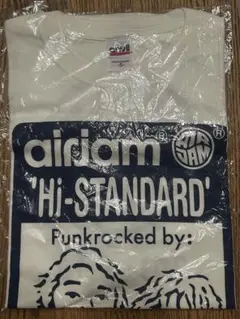 airjam®
®
'Hi-STANDARD'
Punkrocked by: